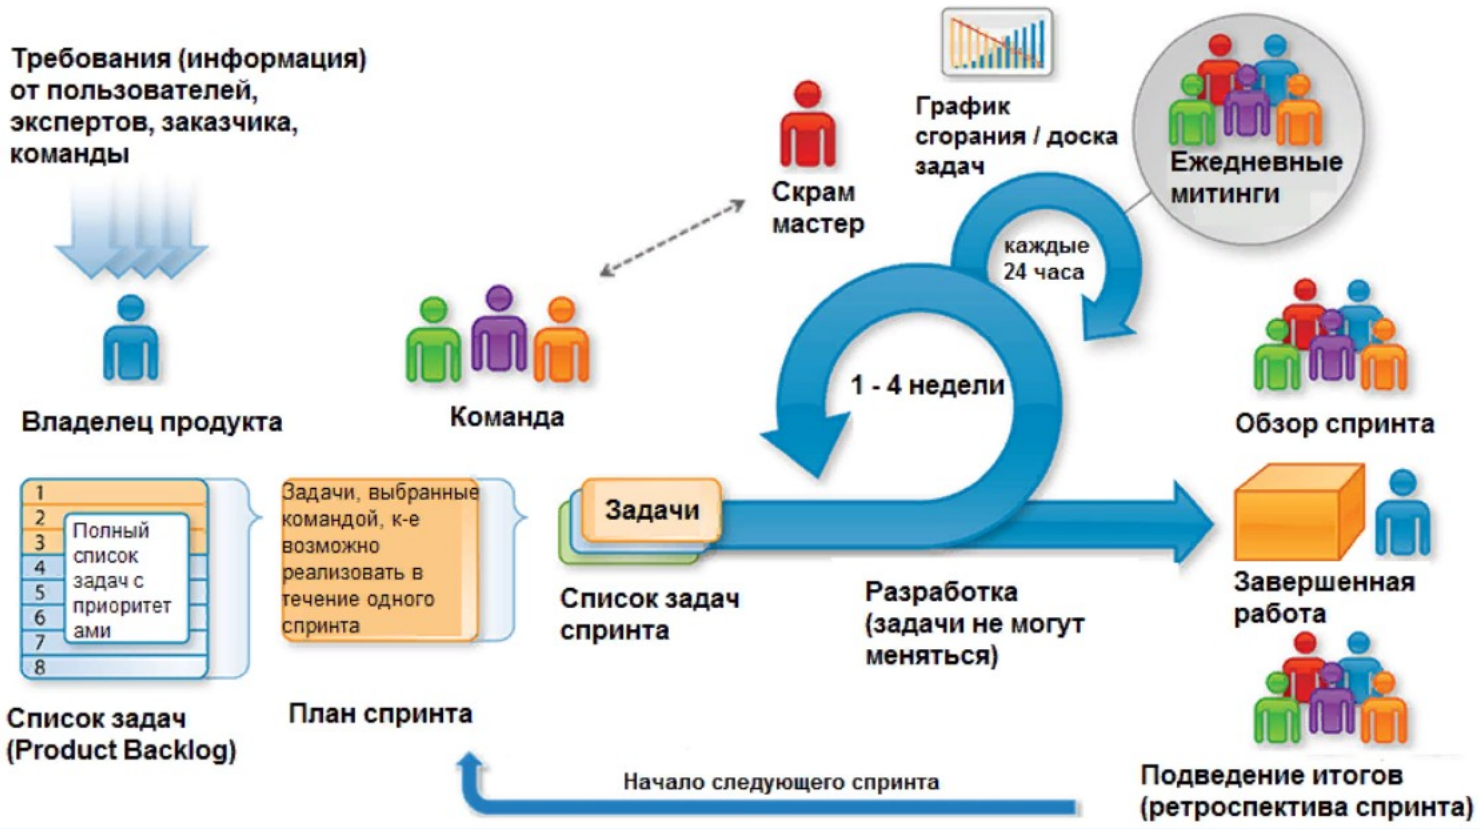 Требования (информация)
от пользователей,
экспертов, заказчика,
команды
Владелец продукта
Команда
Скрам
мастер
График
сгорания / доска
задач
Ежедневные
митинги
каждые
24 часа
1 - 4 недели
Обзор спринта
1
2
3
4
5
6
7
8
Полный
список
задач с
приоритет
ами
Задачи, выбранные
командой, к-е
возможно
реализовать в
течение одного
спринта
Задачи
Список задач
спринта
Разработка
(задачи не могут
меняться)
Завершенная
работа
Список задач
(Product Backlog)
План спринта
Начало следующего спринта
Подведение итогов
(ретроспектива спринта)